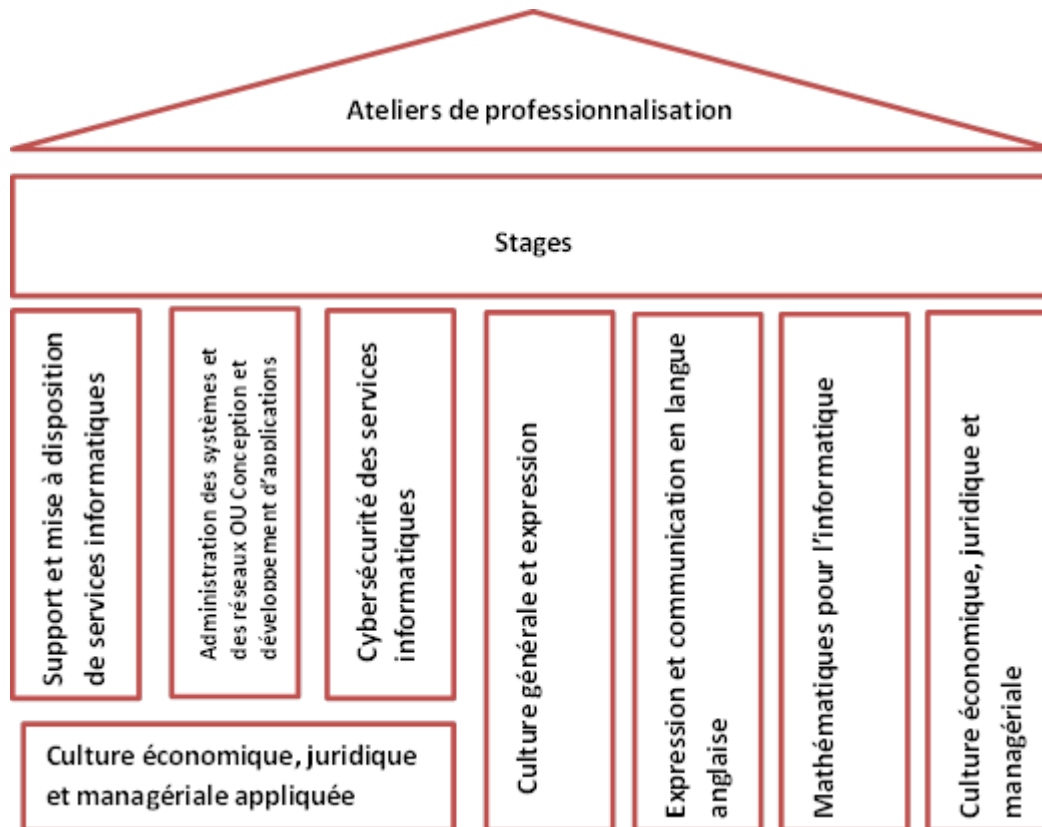 Ateliers de professionnalisation
Stages
Support et mise à disposition
de services informatiques
Administration des systèmes et
des réseaux OU Conception et
développement d'applications
Cybersécurité des services
informatiques
Culture générale et expression
Expression et communication en langue
anglaise
Mathématiques pour l'informatique
Culture économique, juridique et
managériale
Culture économique, juridique
et managériale appliquée